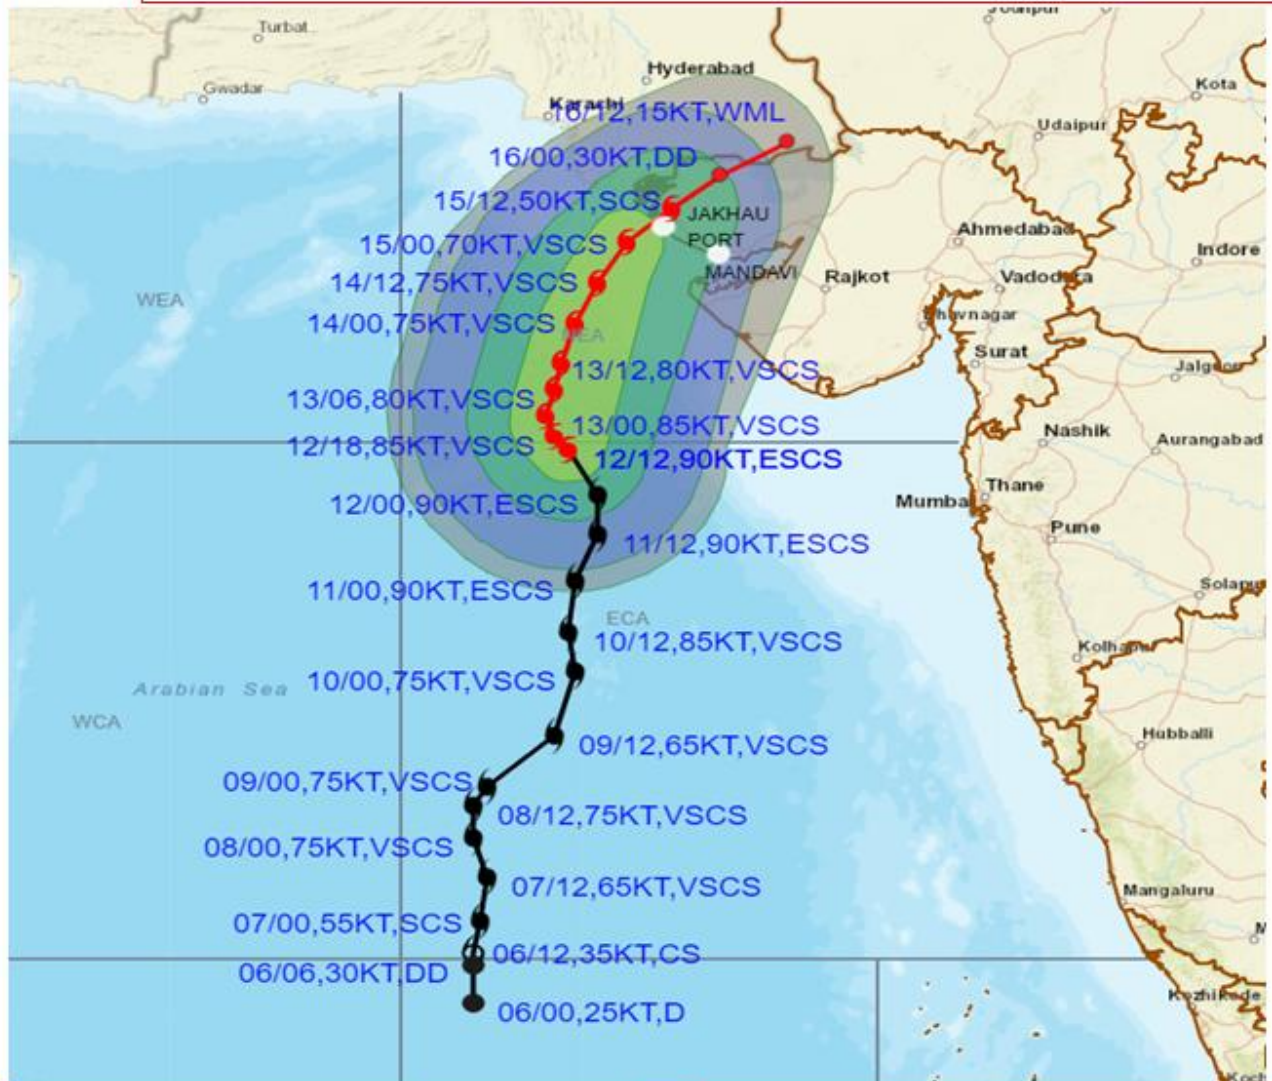 Jodhpur
Turbat
Hyderabad
Kota
Gwadar
Karachi
16/12,15KT,WML
Udaipur
16/00,30KT,DD
15/12,50KT,SCS
JAKHAU
PORT
Ahmedabad
15/00,70KT,VSCS
Indore
MANDAVI
Rajkot
Vadodara
14/12,75KT,VSCS
WEA
Bhavnagar
14/00,75KT,VSCS
Surat
13/12,80KT,VSCS
Jalgaon
13/06,80KT,VSCS
13/00,85KT,VSCS
Nashik
Aurangabad
12/18,85KT,VSCS
12/12,90KT,ESCS
Thane
Mumbai
12/00,90KT,ESCS
Pune
11/12,90KT,ESCS
11/00,90KT,ESCS
Solapur
ECA
10/12,85KT,VSCS
Kolhapur
10/00,75KT,VSCS
Arabian Sea
WCA
Hubballi
09/12,65KT,VSCS
09/00,75KT,VSCS
08/12,75KT,VSCS
08/00,75KT,VSCS
07/12,65KT,VSCS
Mangaluru
07/00,55KT,SCS
06/12,35KT,CS
06/06,30KT,DD
Kozhikode
06/00,25KT,D
Koch